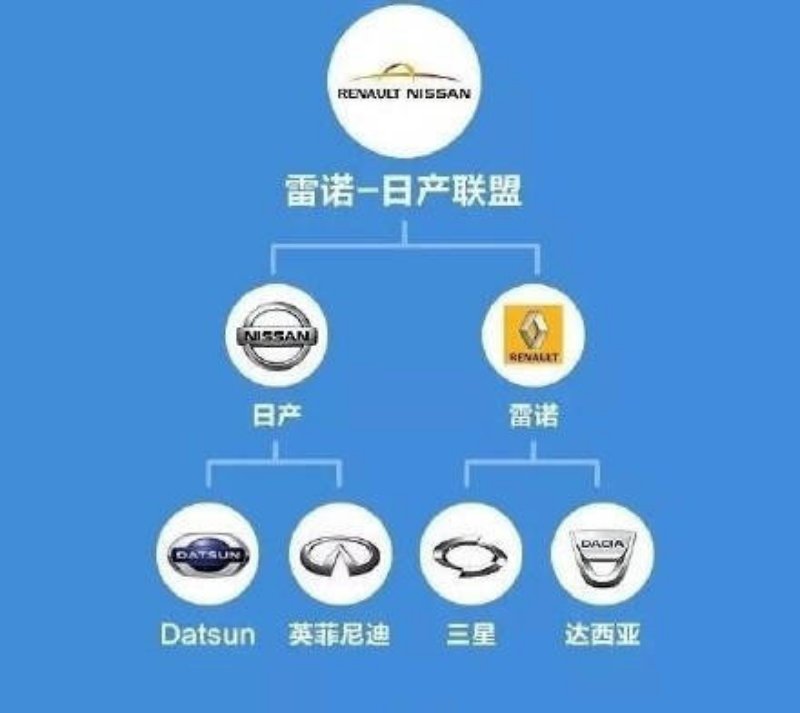 RENAULT NISSAN
雷诺-日产联盟
NISSAN
RENAULT
日产
雷诺
DATSUN
DACIA
Datsun
英菲尼迪
三星
达西亚